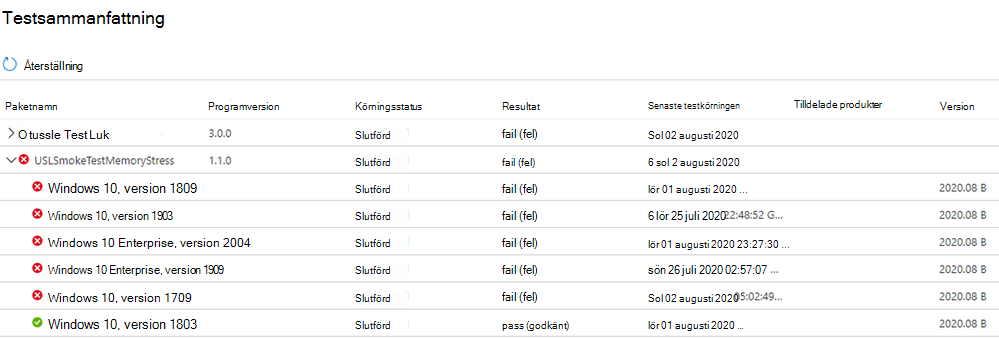 Testsammanfattning
Återställning
Paketnamn Programversion Körningsstatus Resultat Senaste testkörningen Tilldelade produkter Version
Otussle Test Luk 3.0.0 Slutförd fail (fel) Sol 02 augusti 2020
USLSmokeTestMemoryStress 1.1.0 Slutförd fail (fel) 6 sol 2 augusti 2020
Windows 10, version 1809 Slutförd fail (fel) lör 01 augusti 2020 ... 2020.08 B
Windows 10, version 1903 Slutförd fail (fel) 6 lör 25 juli 2020 22:48:52 G... 2020.08 B
Windows 10 Enterprise, version 2004 Slutförd fail (fel) lör 01 augusti 2020 23:27:30 ... 2020.08 B
Windows 10 Enterprise, version 1909 Slutförd fail (fel) sön 26 juli 2020 02:57:07 ... 2020.08 B
Windows 10, version 1709 Slutförd fail (fel) Sol 02 augusti 2020 05:02:49... 2020.08 B
Windows 10, version 1803 Slutförd pass (godkänt) lör 01 augusti 2020 ... 2020.08 B